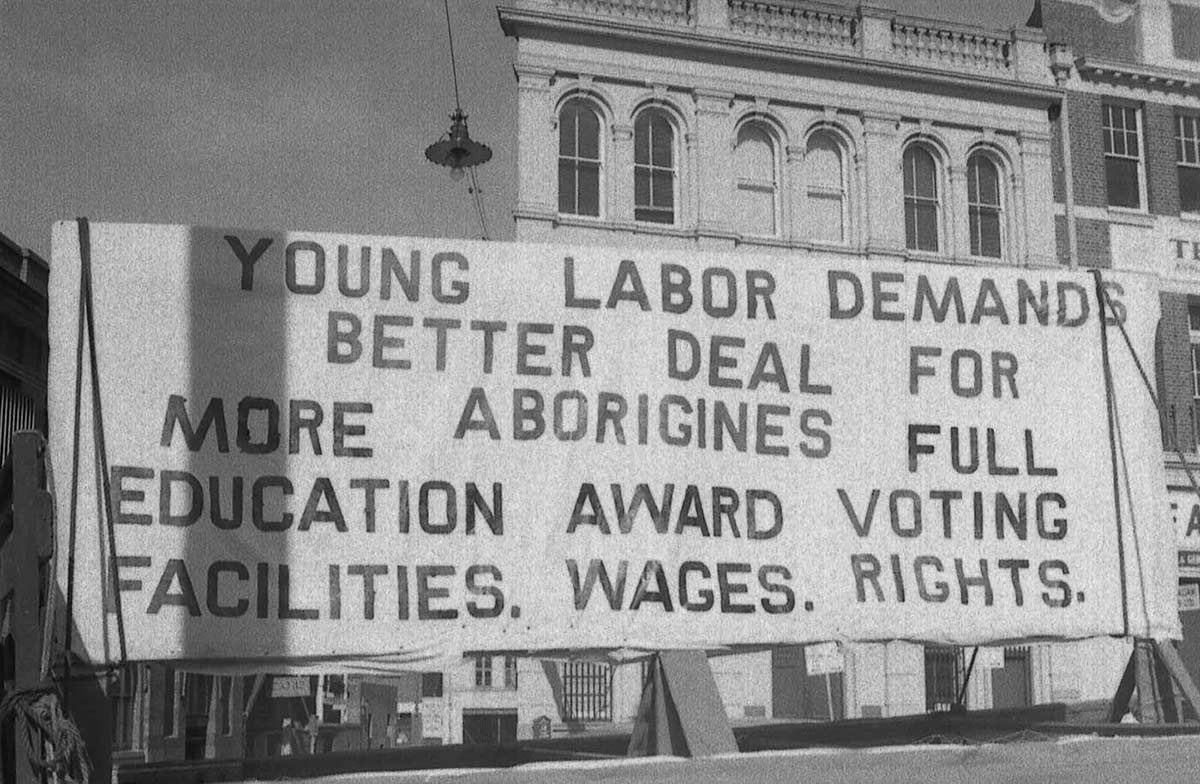 YOUNG LABOR DEMANDS
BETTER DEAL FOR
MORE ABORIGINES FULL
EDUCATION AWARD VOTING
FACILITIES. WAGES. RIGHTS.